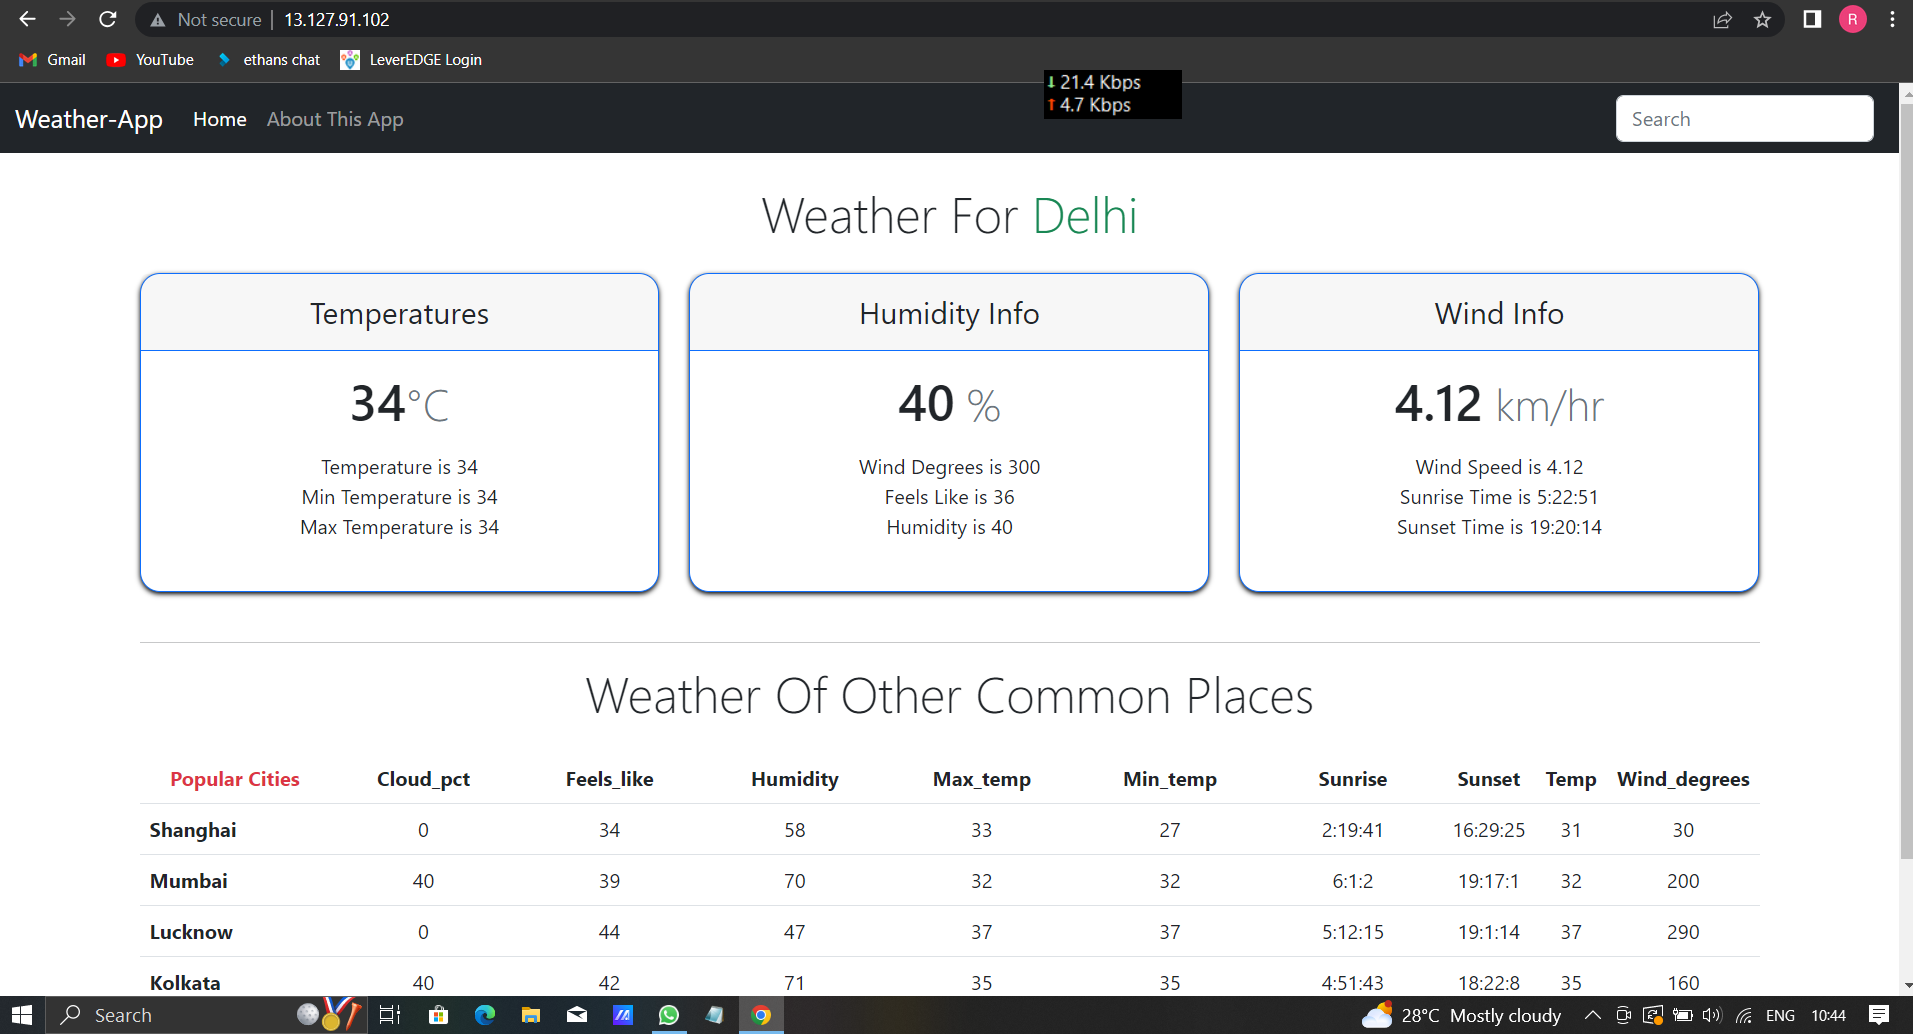 Not secure 13.127.91.102
R
Gmail YouTube ethans chat LeverEDGE Login
21.4 Kbps
4.7 Kbps
Weather-App Home About This App Search
Weather For Delhi
Temperatures
34°C
Temperature is 34
Min Temperature is 34
Max Temperature is 34
Humidity Info
40 %
Wind Degrees is 300
Feels Like is 36
Humidity is 40
Wind Info
4.12 km/hr
Wind Speed is 4.12
Sunrise Time is 5:22:51
Sunset Time is 19:20:14
Weather Of Other Common Places
Popular Cities Cloud_pct Feels_like Humidity Max_temp Min_temp Sunrise Sunset Temp Wind_degrees
Shanghai 0 34 58 33 27 2:19:41 16:29:25 31 30
Mumbai 40 39 70 32 32 6:1:2 19:17:1 32 200
Lucknow 0 44 47 37 37 5:12:15 19:1:14 37 290
Kolkata 40 42 71 35 35 4:51:43 18:22:8 35 160
Search 28°C Mostly cloudy ENG 10:44